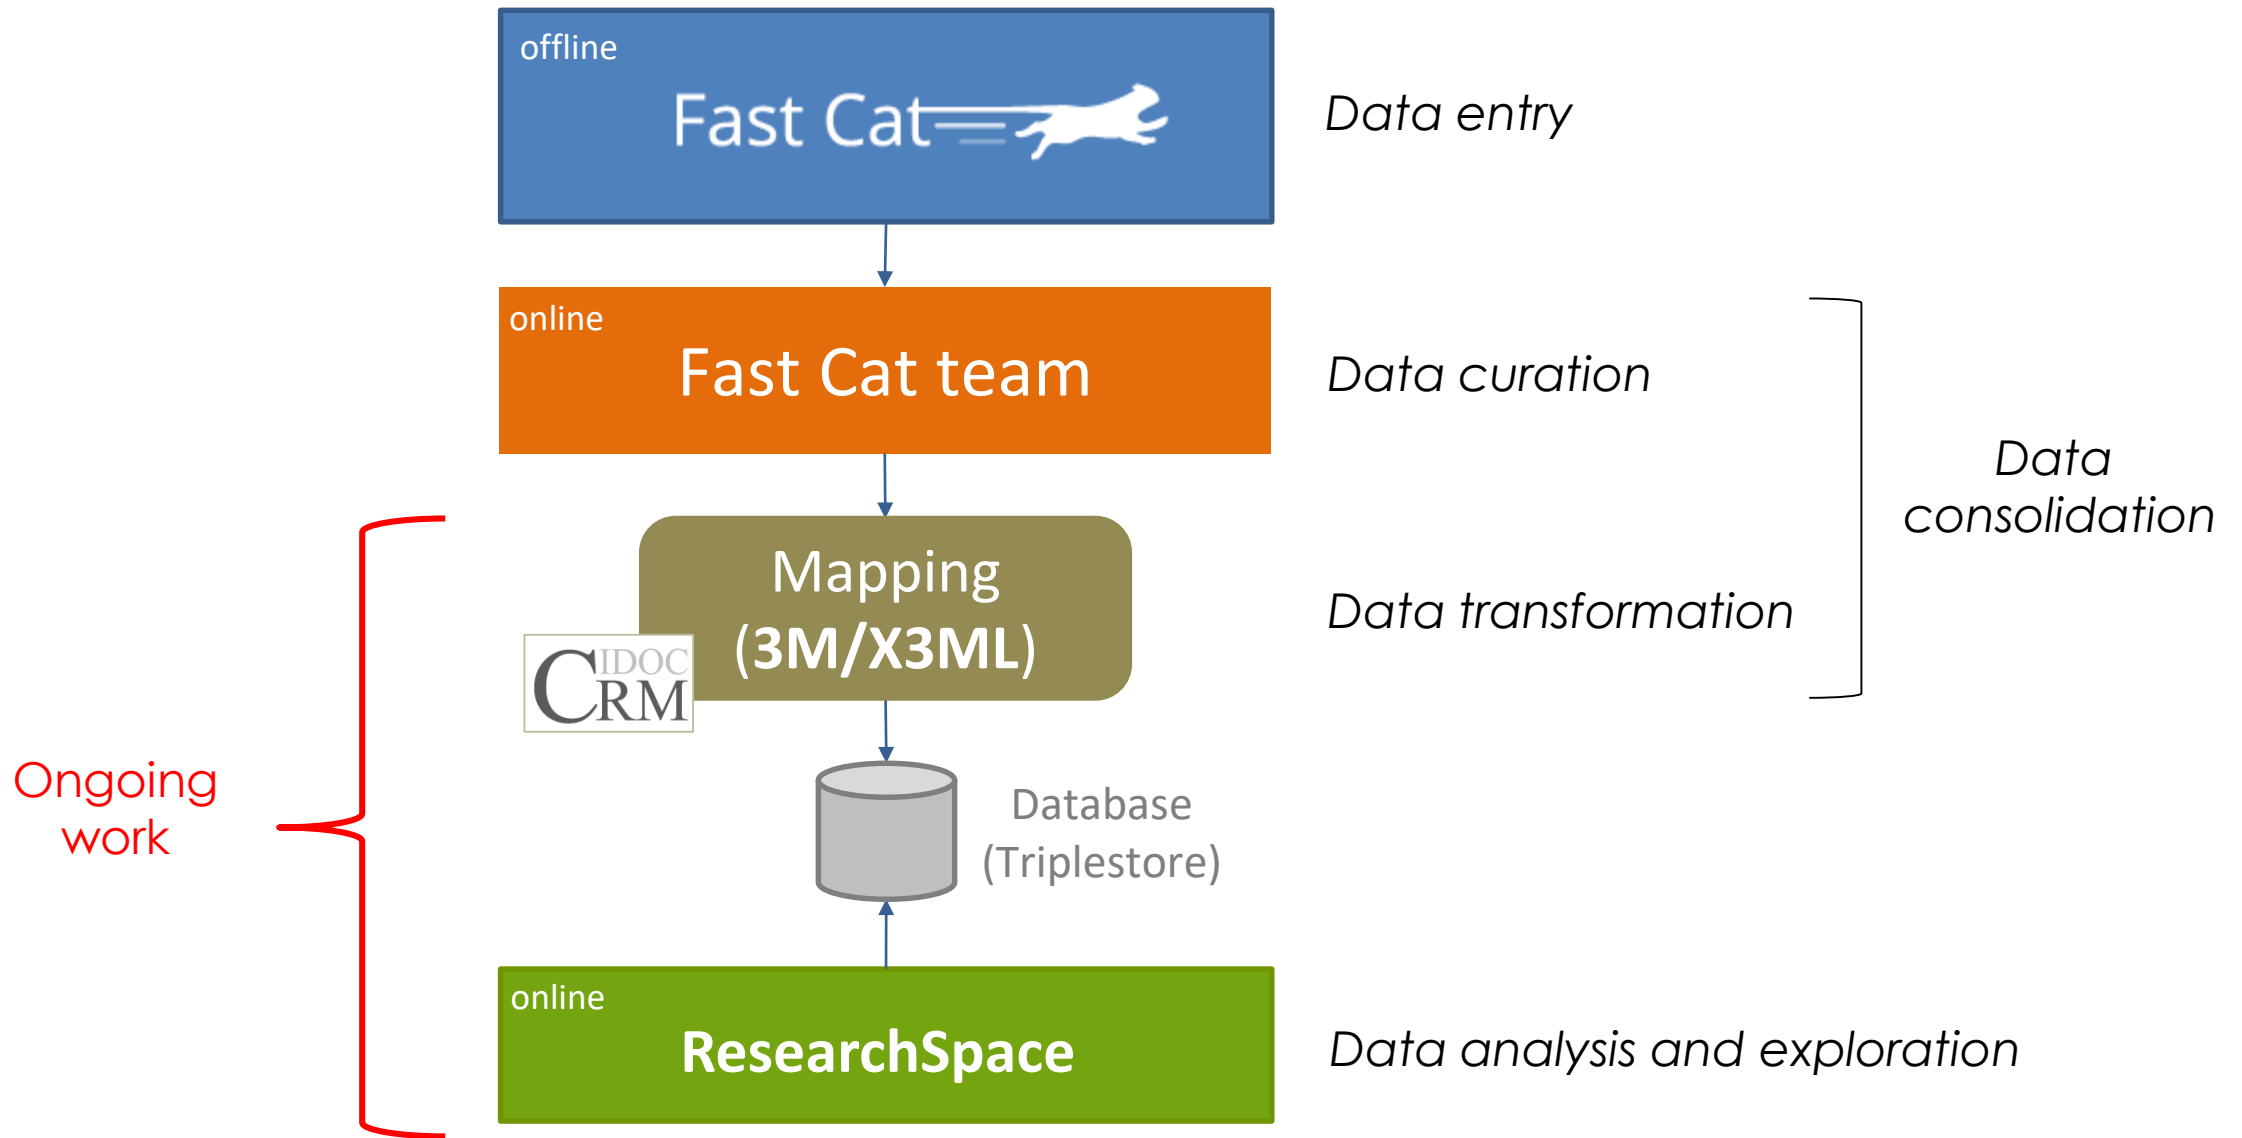 offline
Fast Cat
Data entry
online
Fast Cat team
Data curation
Data
consolidation
Mapping
(3M/X3ML)
CIDOC
CRM
Data transformation
Ongoing
work
Database
(Triplestore)
online
ResearchSpace
Data analysis and exploration